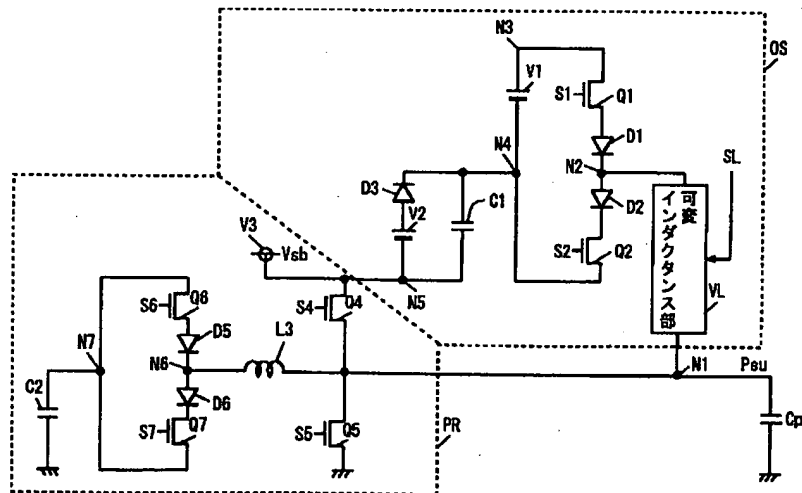 N3
OS
V1
S1
Q1
D1
N4
N2
SL
D3
V2
C1
D2
S2
Q2
可変
インダクタンス部
VL
V3
Vsb
N5
S4
Q4
S6
Q6
D5
L3
N7
N6
N1
Psu
C2
D6
S7
Q7
S5
Q5
PR
Cp